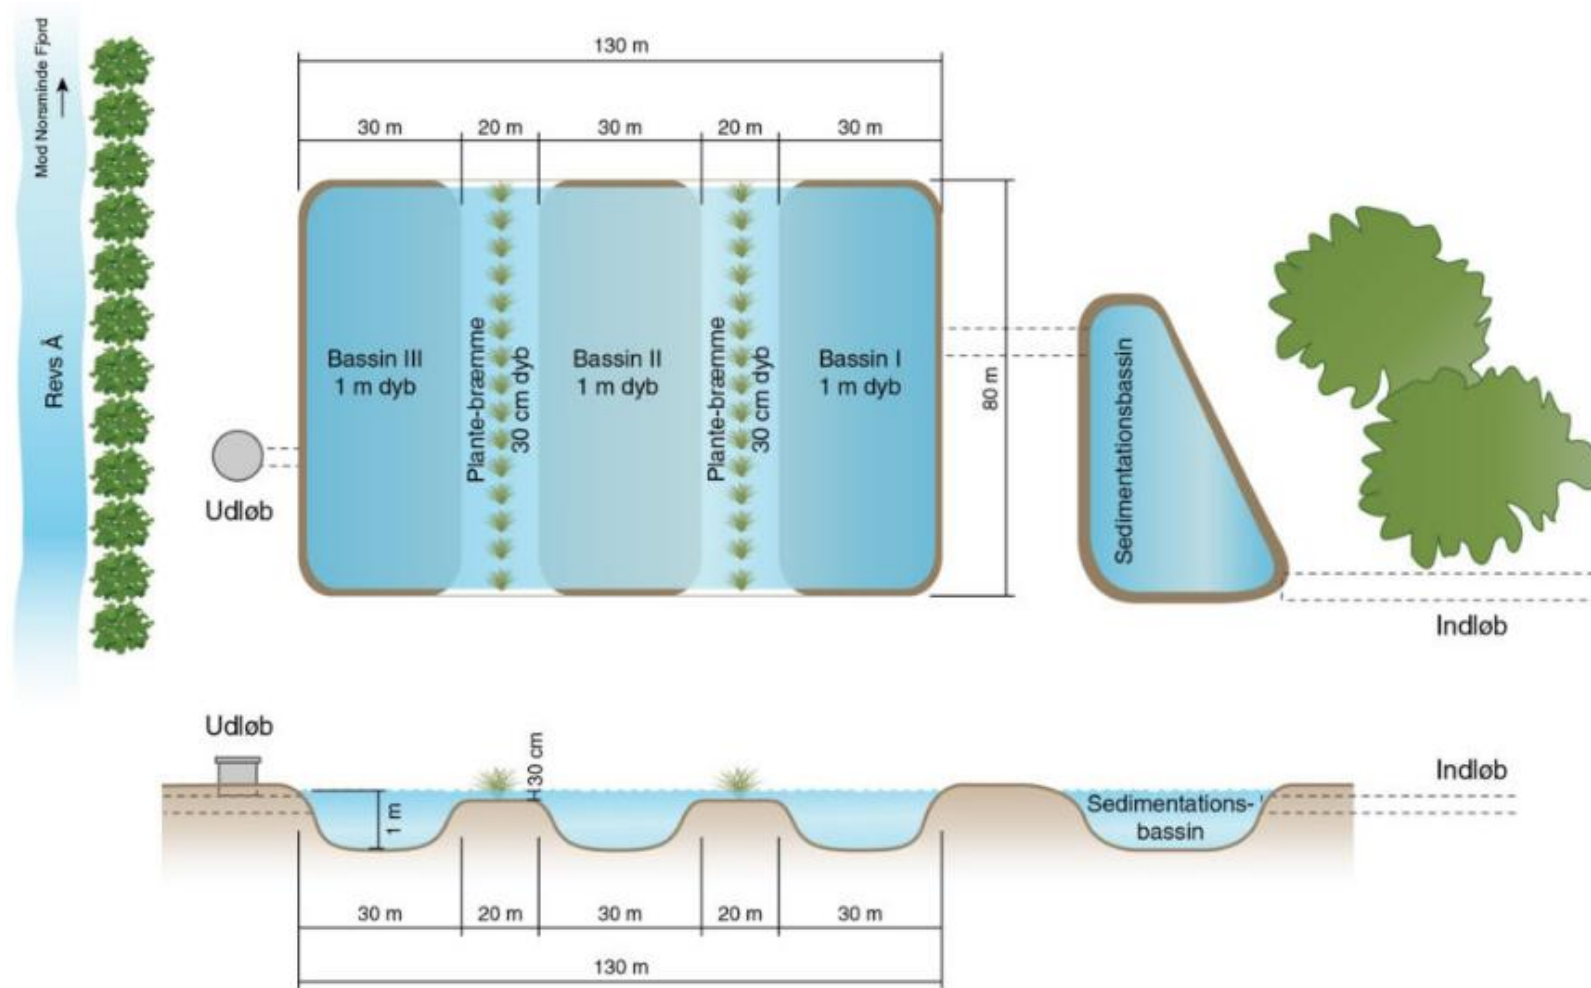 Mod Norsminde Fjord
Revs Å
130 m
30 m
20 m
30 m
20 m
30 m
Bassin III
1 m dyb
Plante-bræmme
30 cm dyb
Bassin II
1 m dyb
Plante-bræmme
30 cm dyb
Bassin I
1 m dyb
80 m
Sedimentationsbassin
Udløb
Indløb
Udløb
30 cm
1 m
Sedimentations-
bassin
Indløb
30 m
20 m
30 m
20 m
30 m
130 m